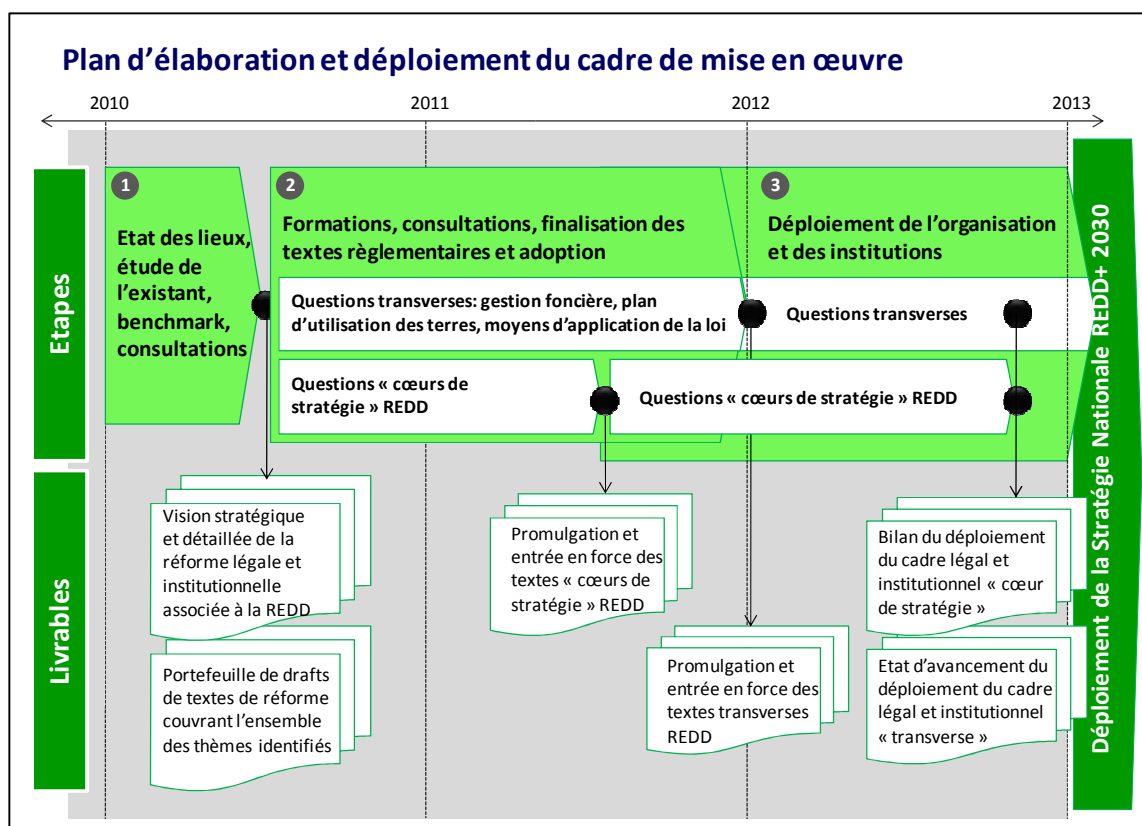 Plan d’élaboration et déploiement du cadre de mise en œuvre
2010
2011
2012
2013
Etapes
1
Etat des lieux,
étude de
l’existant,
benchmark,
consultations
2
Formations, consultations, finalisation des
textes règlementaires et adoption
Questions transverses: gestion foncière, plan
d’utilisation des terres, moyens d’application de la loi
Questions « cœurs de
stratégie » REDD
3
Déploiement de l’organisation
et des institutions
Questions transverses
Questions « cœurs de stratégie » REDD
Livrables
Vision stratégique
et détaillée de la
réforme légale et
institutionnelle
associée à la REDD
Portefeuille de drafts
de textes de réforme
couvrant l’ensemble
des thèmes identifiés
Promulgation et
entrée en force des
textes « cœurs de
stratégie » REDD
Promulgation et
entrée en force des
textes transverses
REDD
Bilan du déploiement
du cadre légal et
institutionnel « cœur
de stratégie »
Etat d’avancement du
déploiement du cadre
légal et institutionnel
« transverse »
Déploiement de la Stratégie Nationale REDD+ 2030